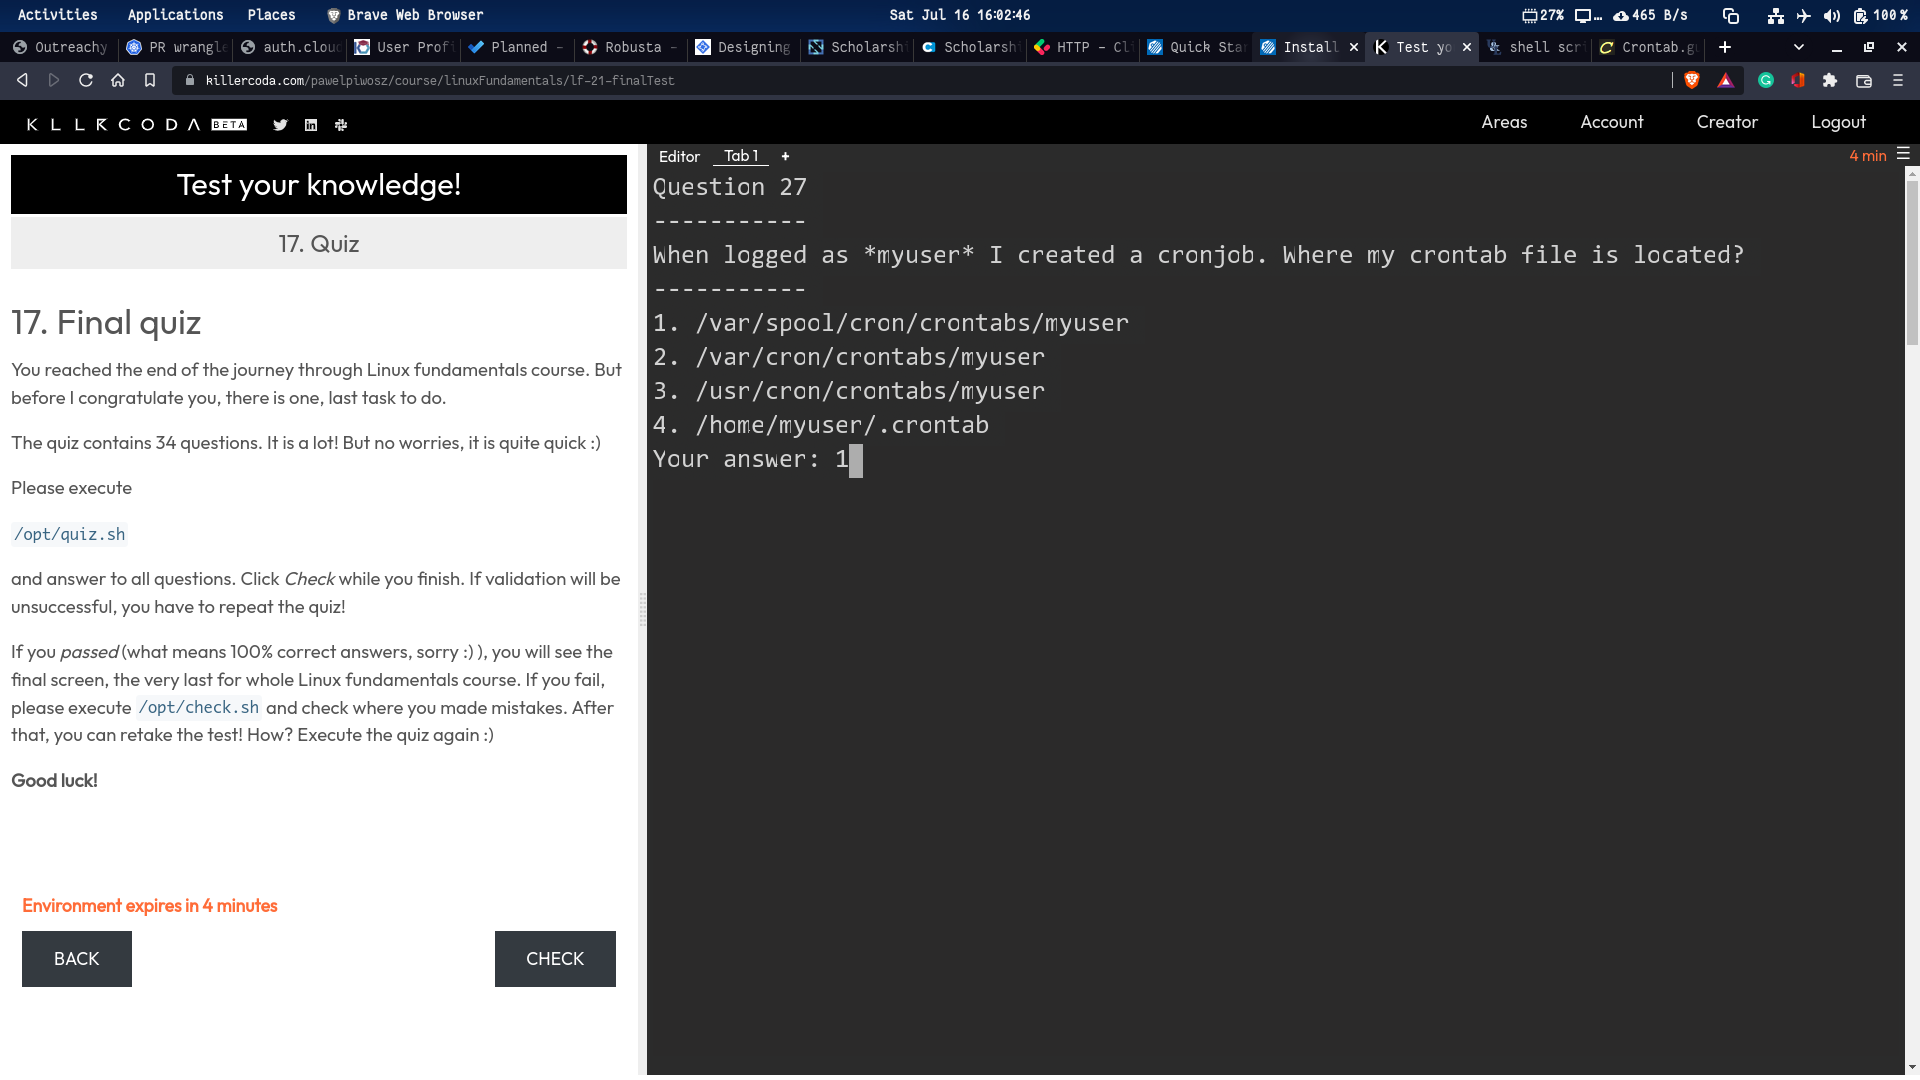 Activities Applications Places Brave Web Browser Sat Jul 16 16:02:46 27% ... 465 B/s 100%
Outreachy PR wrangle auth.clou User Profi Planned - Robusta - Designing Scholarsh Scholarsh HTTP - Cl Quick Star Install Test yo shell scri Crontab.gu
killercoda.com/pawelpiwosz/course/linuxFundamentals/lf-21-finalTest
KLLRCODA BETA Areas Account Creator Logout
Test your knowledge!
17. Quiz
17. Final quiz
You reached the end of the journey through Linux fundamentals course. But
before I congratulate you, there is one, last task to do.
The quiz contains 34 questions. It is a lot! But no worries, it is quite quick :)
Please execute
/opt/quiz.sh
and answer to all questions. Click Check while you finish. If validation will be
unsuccessful, you have to repeat the quiz!
If you passed (what means 100% correct answers, sorry :) ), you will see the
final screen, the very last for whole Linux fundamentals course. If you fail,
please execute /opt/check.sh and check where you made mistakes. After
that, you can retake the test! How? Execute the quiz again :)
Good luck!
Environment expires in 4 minutes
BACK CHECK
Editor Tab 1 + 4 min
Question 27
-----------
When logged as *myuser* I created a cronjob. Where my crontab file is located?
-----------
1. /var/spool/cron/crontabs/myuser
2. /var/cron/crontabs/myuser
3. /usr/cron/crontabs/myuser
4. /home/myuser/.crontab
Your answer: 1